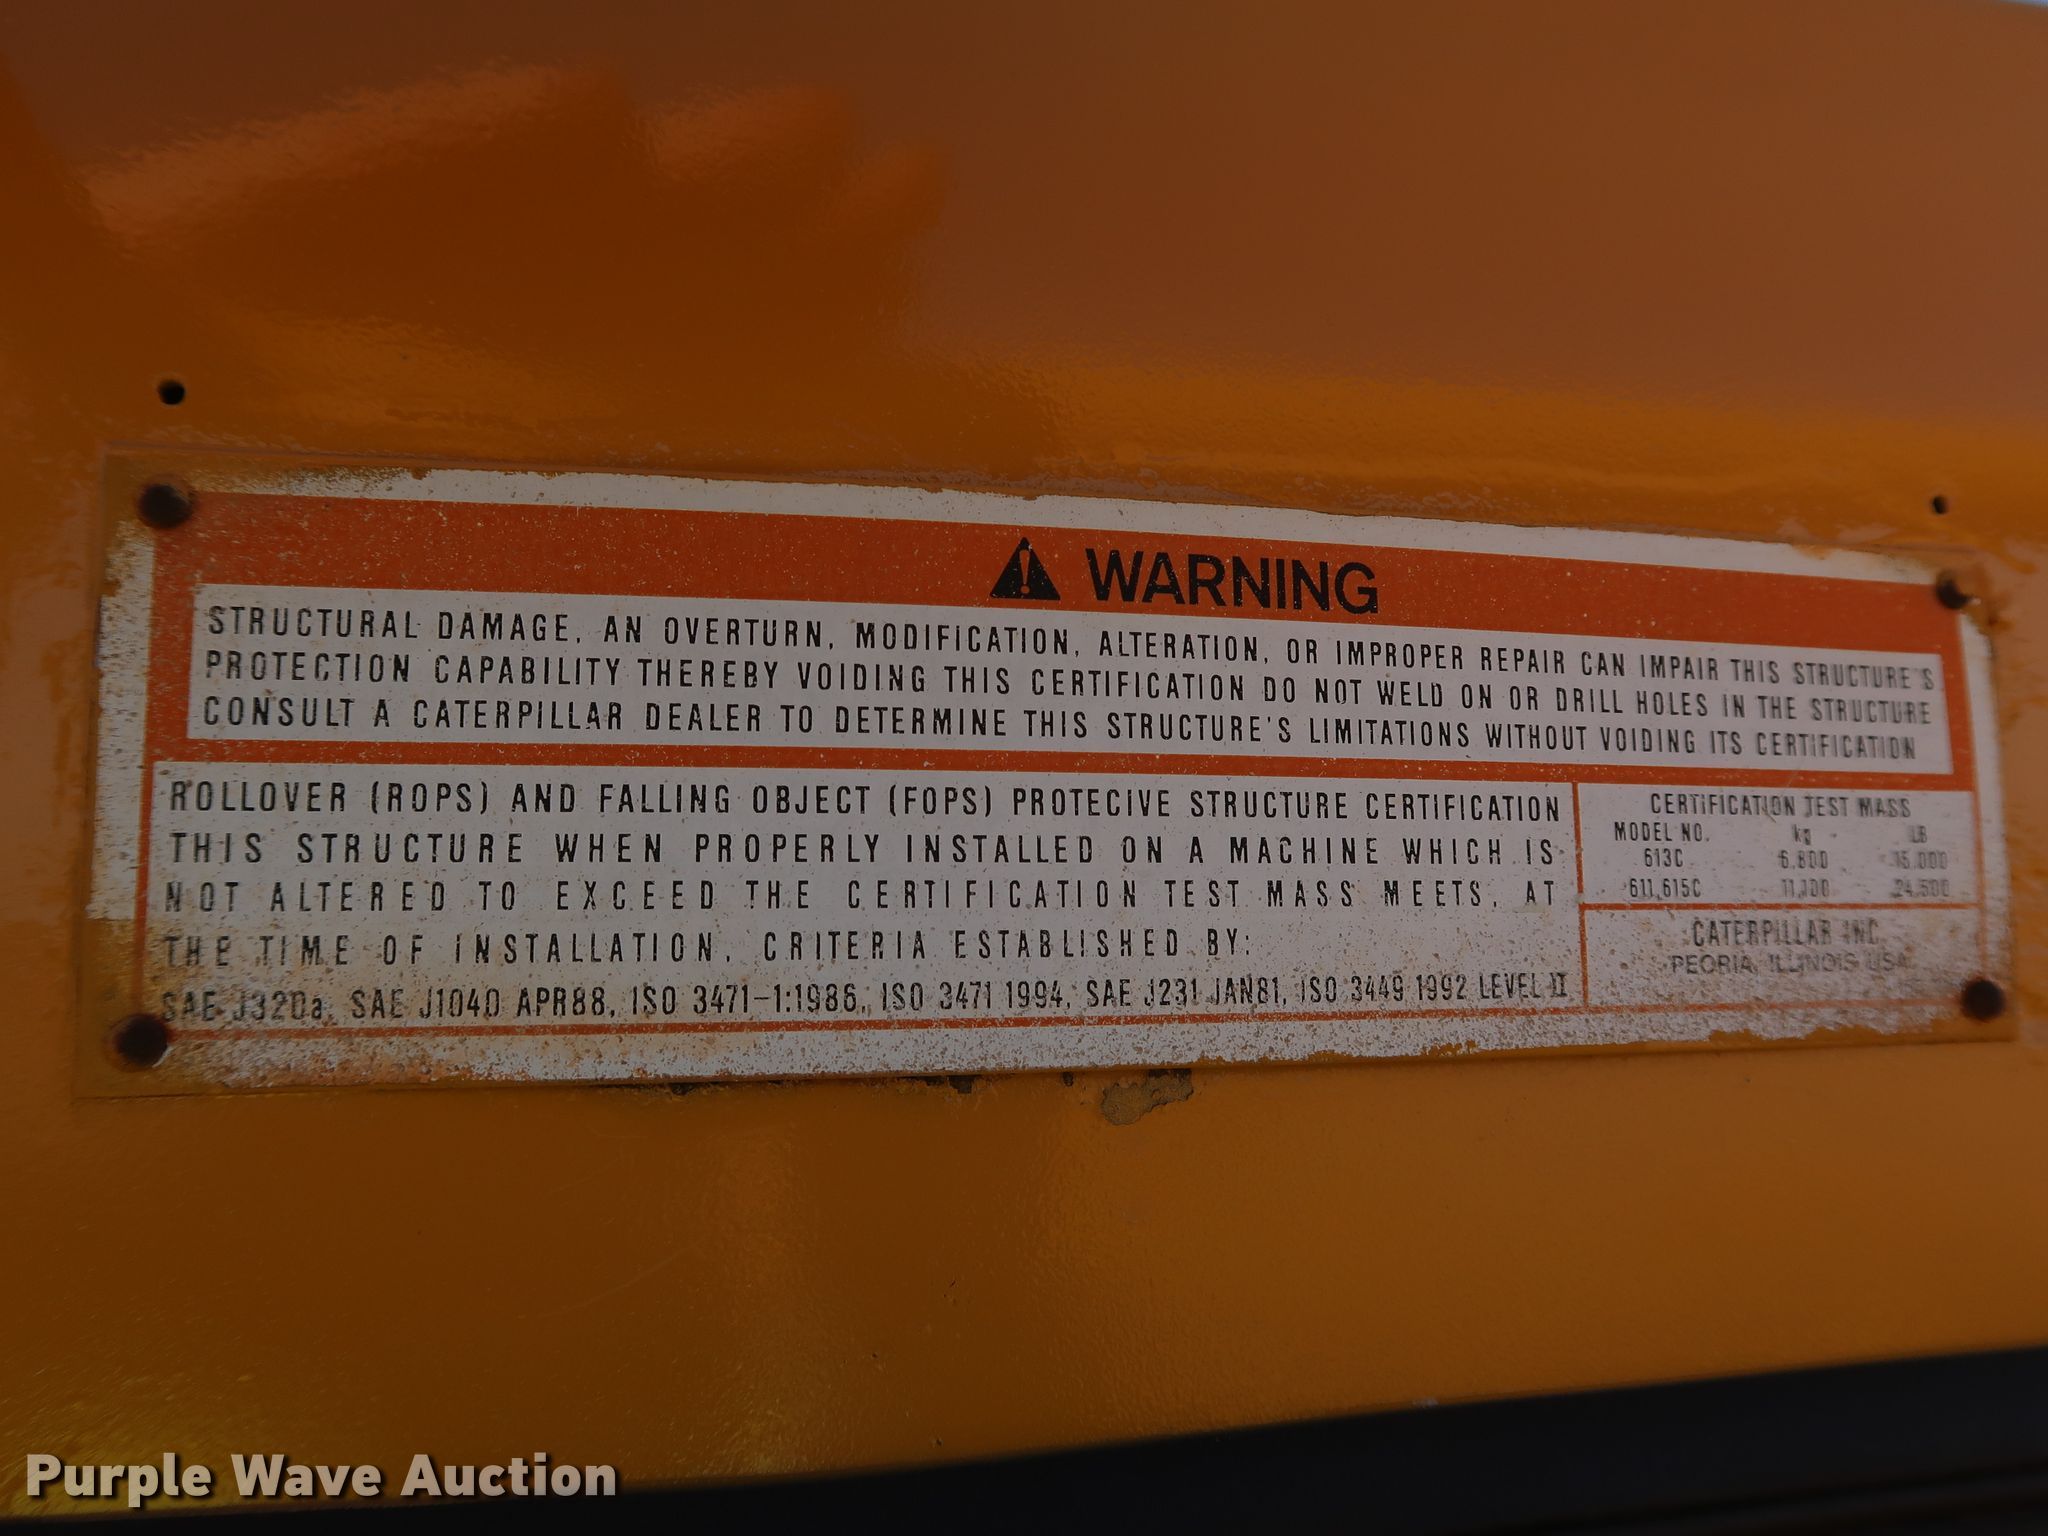 WARNING
STRUCTURAL DAMAGE, AN OVERTURN, MODIFICATION, ALTERATION, OR IMPROPER REPAIR CAN IMPAIR THIS STRUCTURE'S
PROTECTION CAPABILITY THEREBY VOIDING THIS CERTIFICATION DO NOT WELD ON OR DRILL HOLES IN THE STRUCTURE
CONSULT A CATERPILLAR DEALER TO DETERMINE THIS STRUCTURE'S LIMITATIONS WITHOUT VOIDING ITS CERTIFICATION
ROLLOVER (ROPS) AND FALLING OBJECT (FOPS) PROTECIVE STRUCTURE CERTIFICATION
THIS STRUCTURE WHEN PROPERLY INSTALLED ON A MACHINE WHICH IS
NOT ALTERED TO EXCEED THE CERTIFICATION TEST MASS MEETS, AT
THE TIME OF INSTALLATION, CRITERIA ESTABLISHED BY:
SAE J320a, SAE J1040 APR88, ISO 3471-1:1986, ISO 3471 1994, SAE J231 JAN81, ISO 3449 1992 LEVEL II
CERTIFICATION TEST MASS
MODEL NO. kg LB
613C 6,800 15,000
611,615C 11,100 24,500
CATERPILLAR INC
PEORIA, ILLINOIS USA
Purple Wave Auction